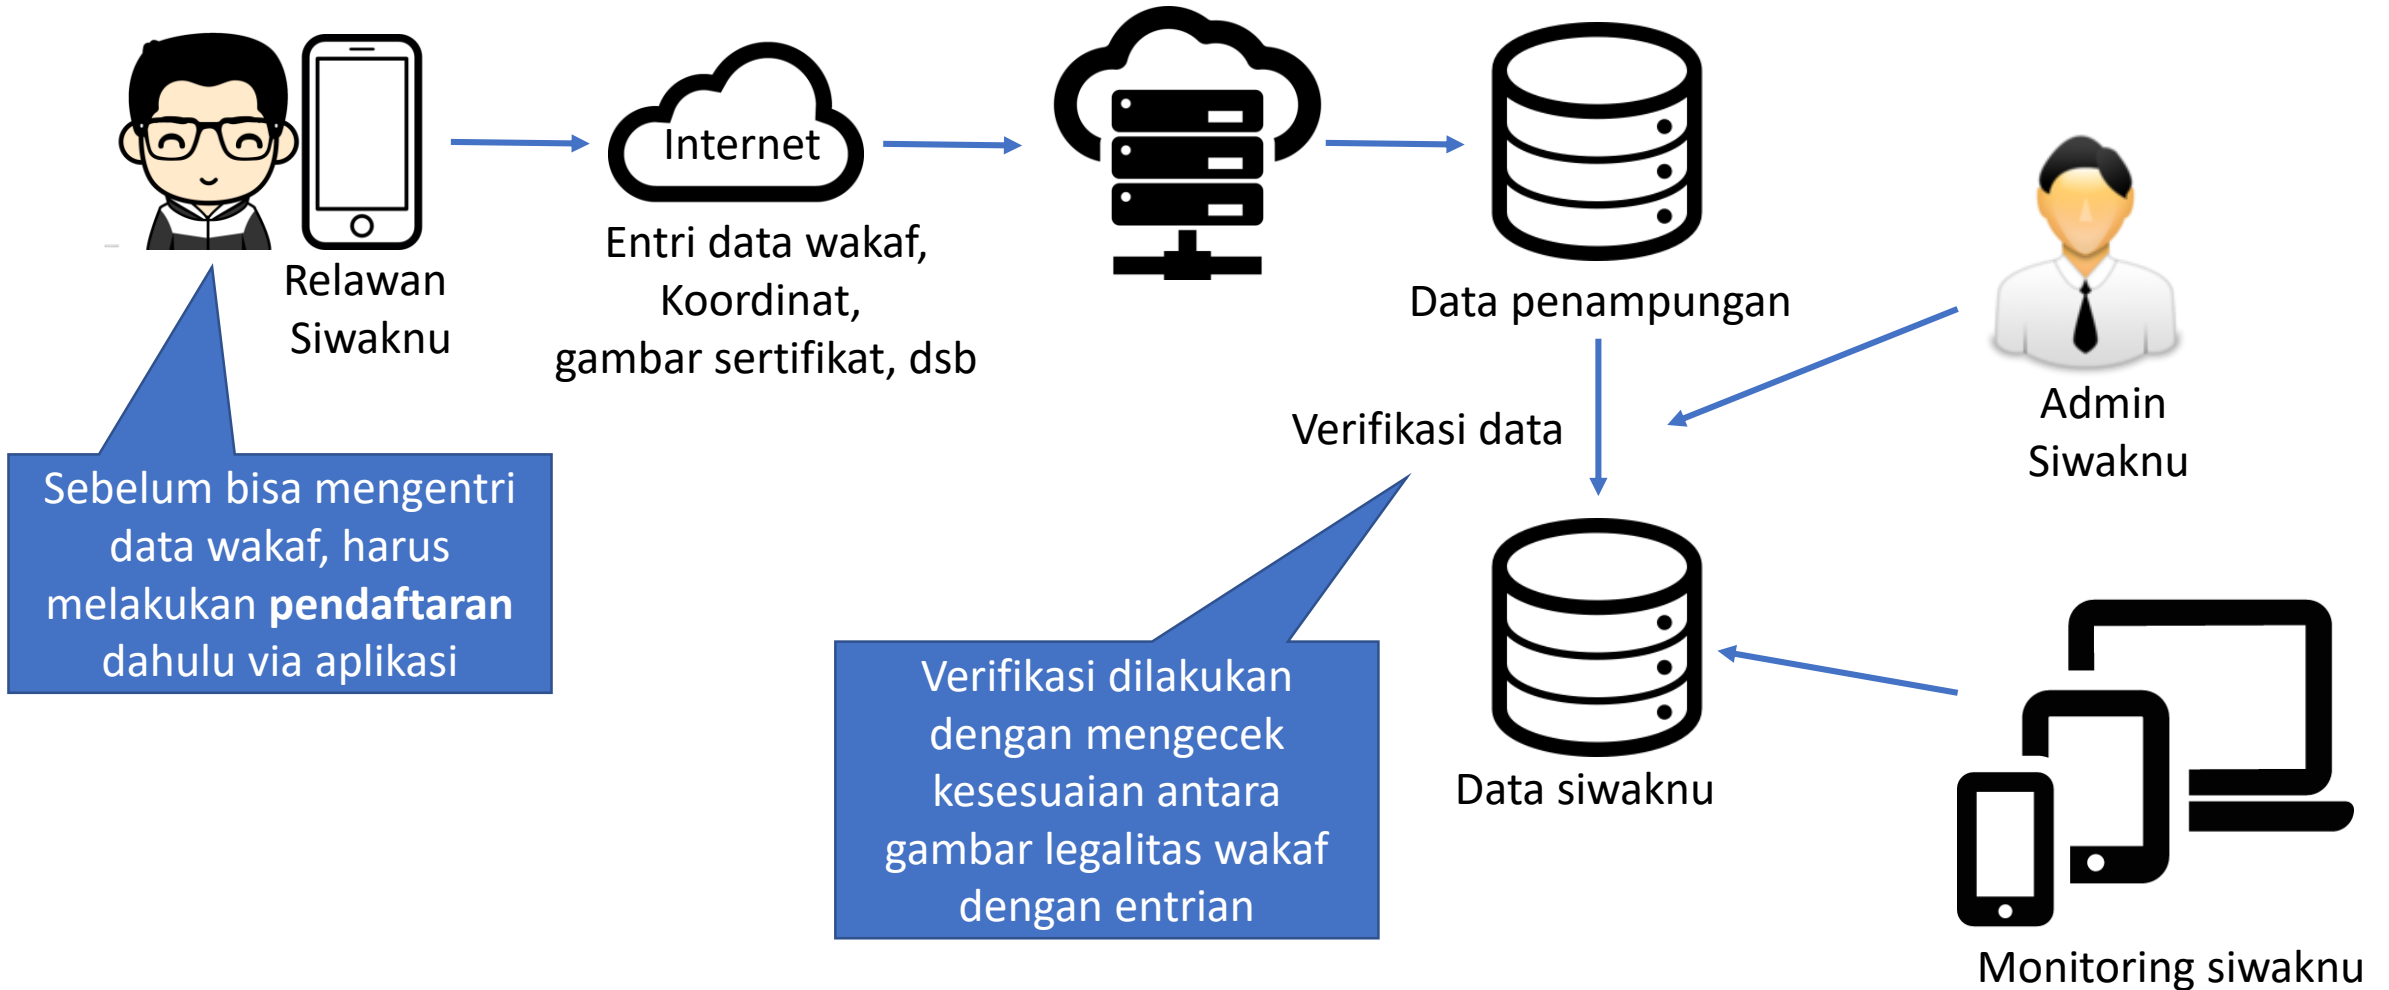 Internet
Entri data wakaf,
Koordinat,
gambar sertifikat, dsb
Relawan
Siwaknu
Data penampungan
Admin
Siwaknu
Verifikasi data
Sebelum bisa mengentri
data wakaf, harus
melakukan pendaftaran
dahulu via aplikasi
Verifikasi dilakukan
dengan mengecek
kesesuaian antara
gambar legalitas wakaf
dengan entrian
Data siwaknu
Monitoring siwaknu